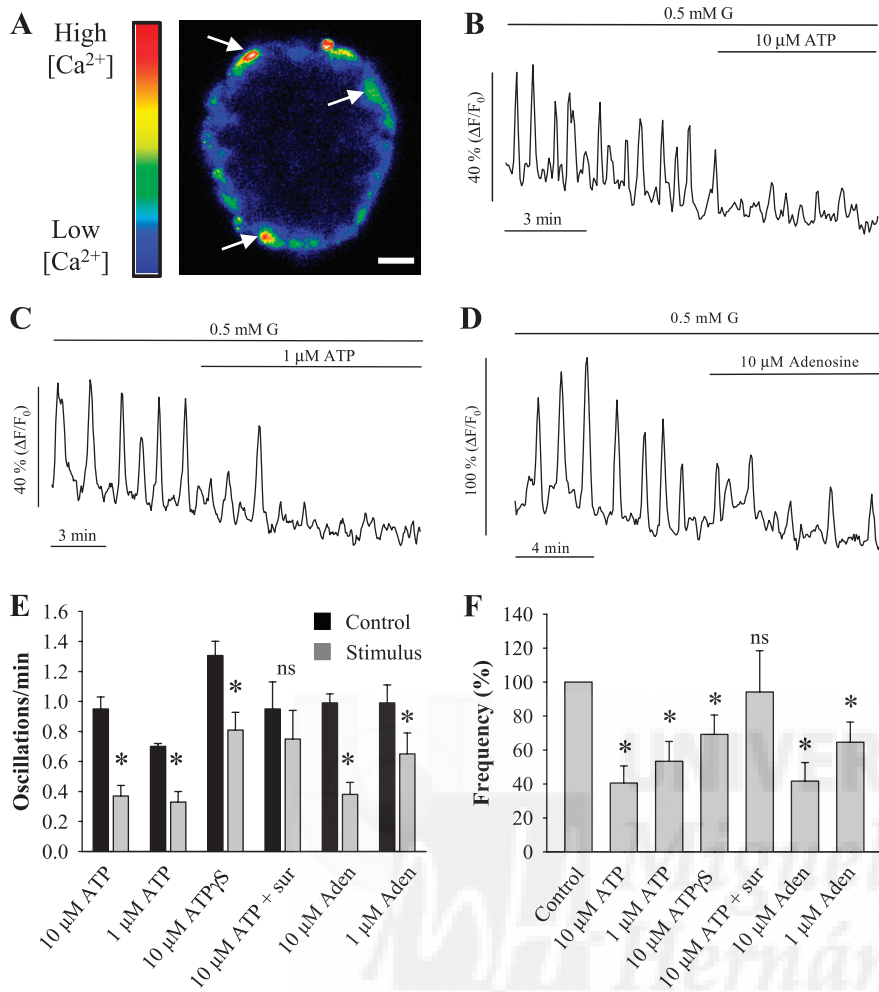 A
High
[Ca²⁺]
Low
[Ca²⁺]
B
0.5 mM G
10 µM ATP
40 % (ΔF/F₀)
3 min
C
0.5 mM G
1 µM ATP
40 % (ΔF/F₀)
3 min
D
0.5 mM G
10 µM Adenosine
100 % (ΔF/F₀)
4 min
E
Oscillations/min
1.6
1.4
1.2
1.0
0.8
0.6
0.4
0.2
0.0
Control
Stimulus
*
*
*
ns
*
*
10 µM ATP
1 µM ATP
10 µM ATPγS
10 µM ATP + sur
10 µM Aden
1 µM Aden
F
Frequency (%)
140
120
100
80
60
40
20
0
*
*
*
ns
*
*
Control
10 µM ATP
1 µM ATP
10 µM ATPγS
10 µM ATP + sur
10 µM Aden
1 µM Aden
UNIVER
Miguel
Hernán